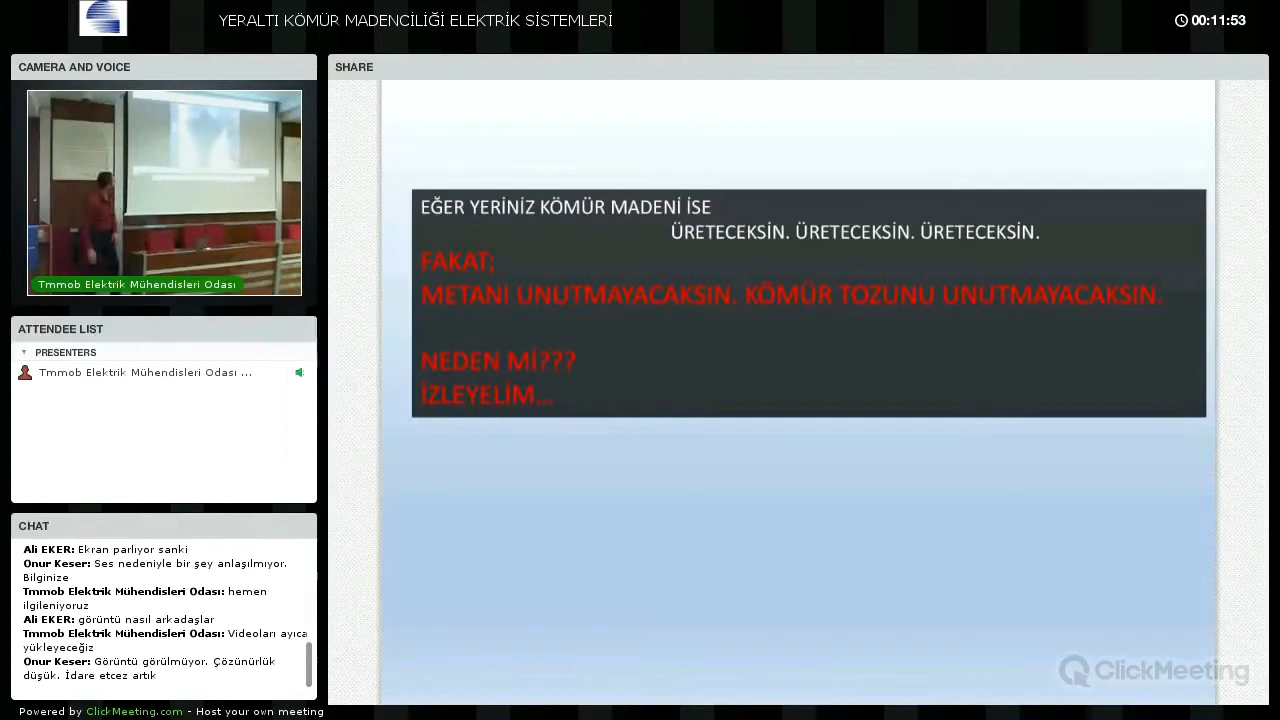 YERALTI KÖMÜR MADENCİLİĞİ ELEKTRİK SİSTEMLERİ
00:11:53
CAMERA AND VOICE
Tmmob Elektrik Mühendisleri Odası
ATTENDEE LIST
PRESENTERS
Tmmob Elektrik Mühendisleri Odası ...
CHAT
Ali EKER: Ekran parlıyor sanki
Onur Keser: Ses nedeniyle bir şey anlaşılmıyor.
Bilginize
Tmmob Elektrik Mühendisleri Odası: hemen
ilgileniyoruz
Ali EKER: görüntü nasıl arkadaşlar
Tmmob Elektrik Mühendisleri Odası: Videoları ayıca
yükleyeceğiz
Onur Keser: Görüntü görülmüyor. Çözünülük
düşük. İdare etcez artık
Powered by ClickMeeting.com - Host your own meeting
SHARE
EĞER YERİNİZ KÖMÜR MADENİ İSE
ÜRETECEKSİN. ÜRETECEKSİN. ÜRETECEKSİN.
FAKAT;
METANI UNUTMAYACAKSIN. KÖMÜR TOZUNU UNUTMAYACAKSIN.
NEDEN Mİ???
İZLEYELİM...
ClickMeeting